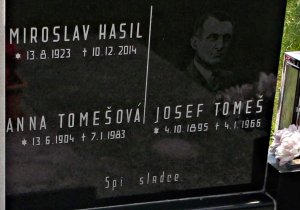 MIROSLAV HASIL
* 13.8.1923 † 10.12.2014
ANNA TOMEŠOVÁ
* 13.6.1904 † 7.1.1983
JOSEF TOMEŠ
* 4.10.1895 † 4.1.1966
Spi sladce